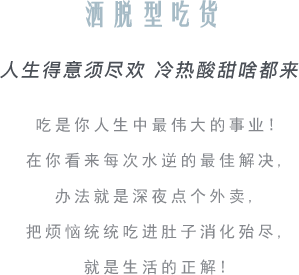 洒脱型吃货
人生得意须尽欢 冷热酸甜啥都来
吃是你人生中最伟大的事业！
在你看来每次水逆的最佳解决，
办法就是深夜点个外卖，
把烦恼统统吃进肚子消化殆尽，
就是生活的正解！